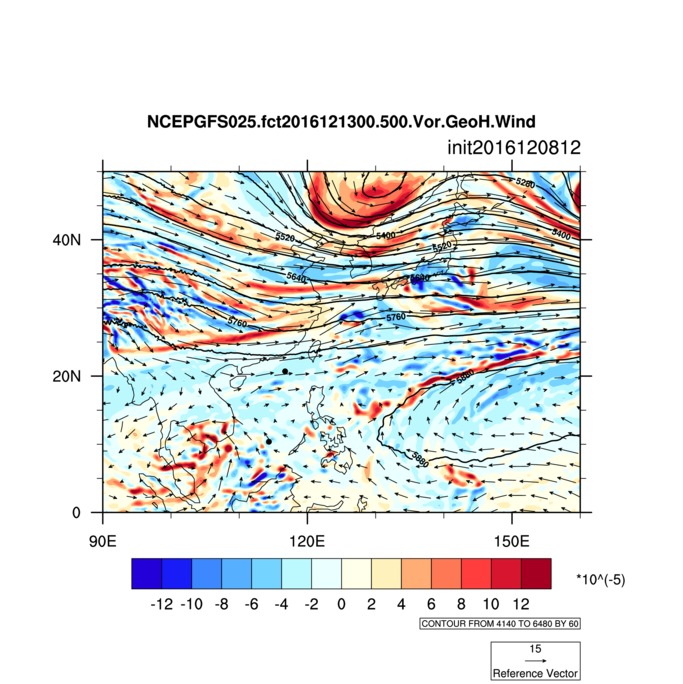 NCEPGFS025.fct2016121300.500.Vor.GeoH.Wind
init2016120812
5260
5520
5400
5400
5520
40N
5640
5760
5760
20N
5880
5880
0
90E 120E 150E
-12 -10 -8 -6 -4 -2 0 2 4 6 8 10 12
*10^(-5)
CONTOUR FROM 4140 TO 6480 BY 60
15
Reference Vector